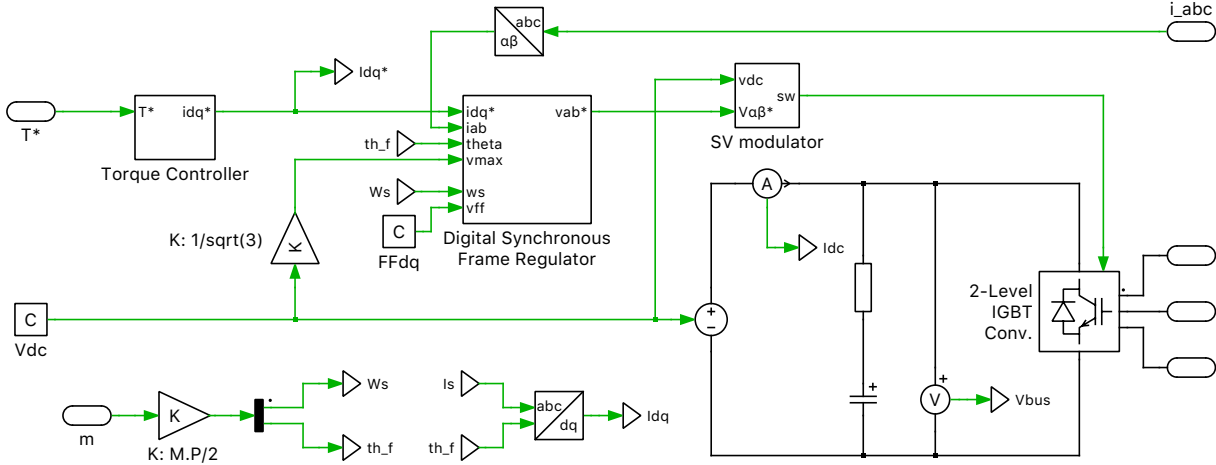 i_abc
abc
αβ
Idq*
vdc
Vαβ*
sw
SV modulator
T*
T*
idq*
Torque Controller
idq*
iab
theta
vmax
ws
vff
vab*
th_f
Ws
C
FFdq
Digital Synchronous
Frame Regulator
K
K: 1/sqrt(3)
A
Idc
2-Level
IGBT
Conv.
C
Vdc
+
−
+
+
V
Vbus
m
K
K: M.P/2
Ws
th_f
Is
th_f
abc
dq
Idq